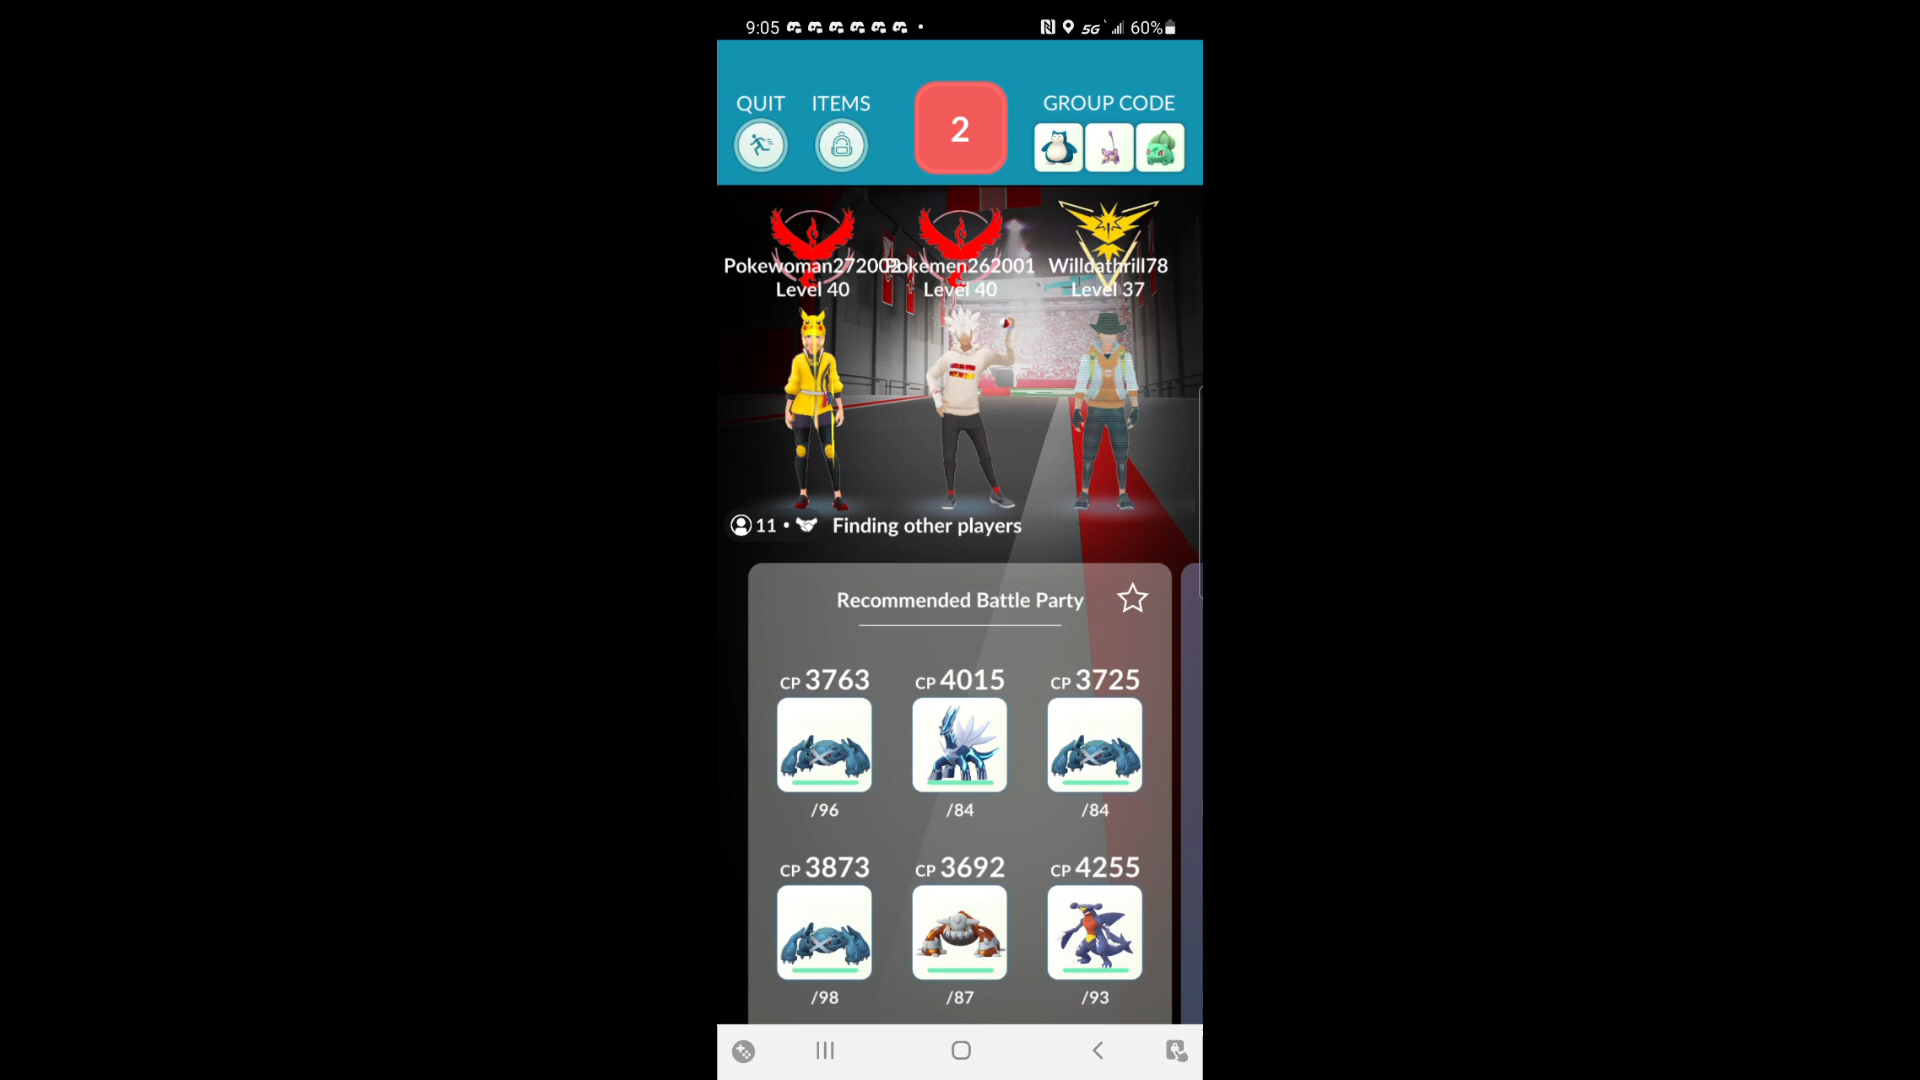 9:05
5G 60%
QUIT ITEMS 2 GROUP CODE
Pokewoman272002 Pokemen262001 Willdathrill78
Level 40 Level 40 Level 37
11 • Finding other players
Recommended Battle Party
CP 3763 CP 4015 CP 3725
/96 /84 /84
CP 3873 CP 3692 CP 4255
/98 /87 /93